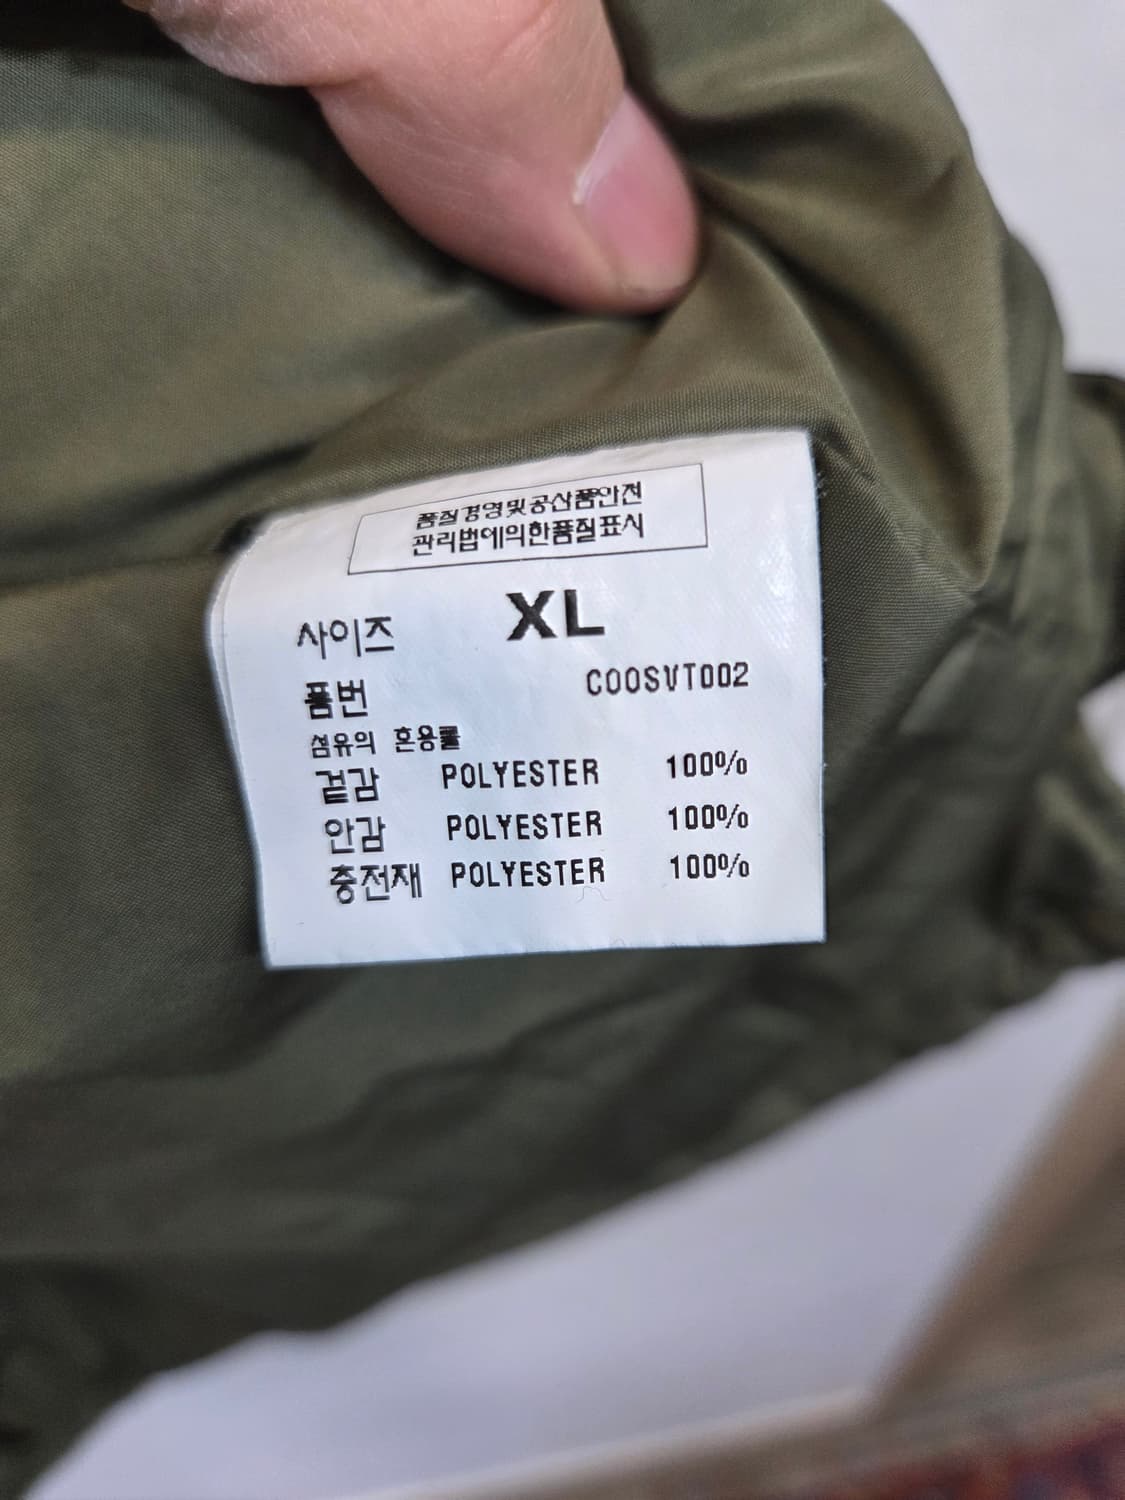 품질경영및공산품안전
관리법에의한품질표시
사이즈 XL
품번 COOSVT002
섬유의 혼용률
겉감 POLYESTER 100%
안감 POLYESTER 100%
충전재 POLYESTER 100%